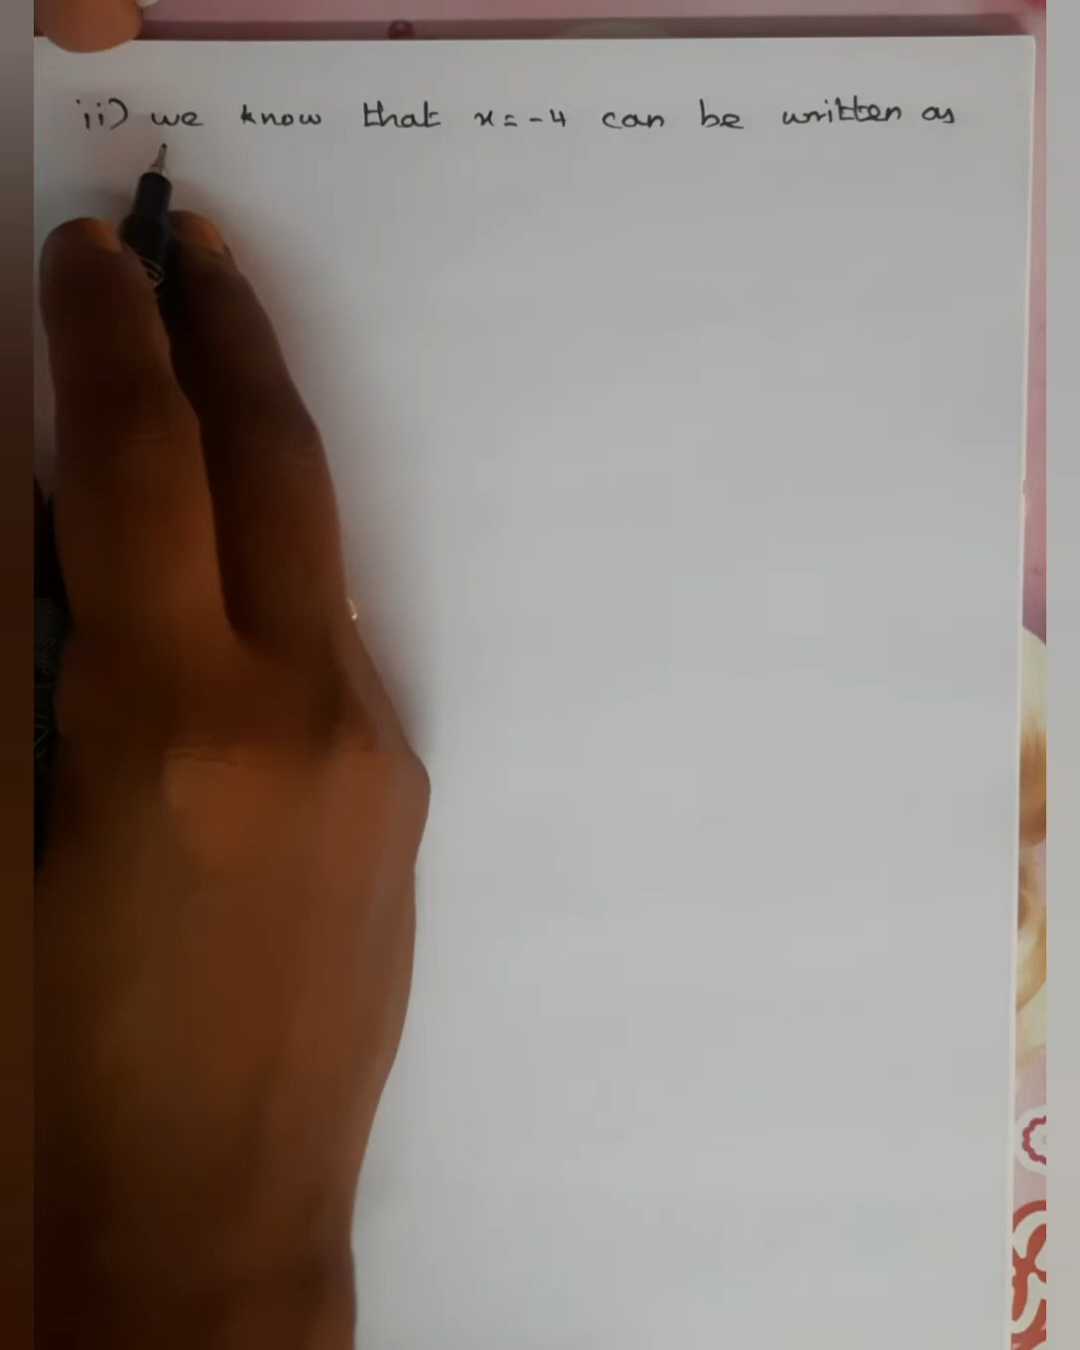 ii) we know that x = -4 can be written as